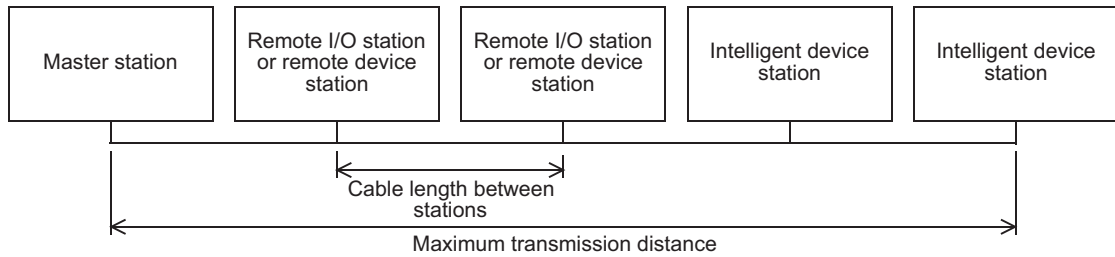 Master station
Remote I/O station
or remote device
station
Remote I/O station
or remote device
station
Intelligent device
station
Intelligent device
station
Cable length between
stations
Maximum transmission distance